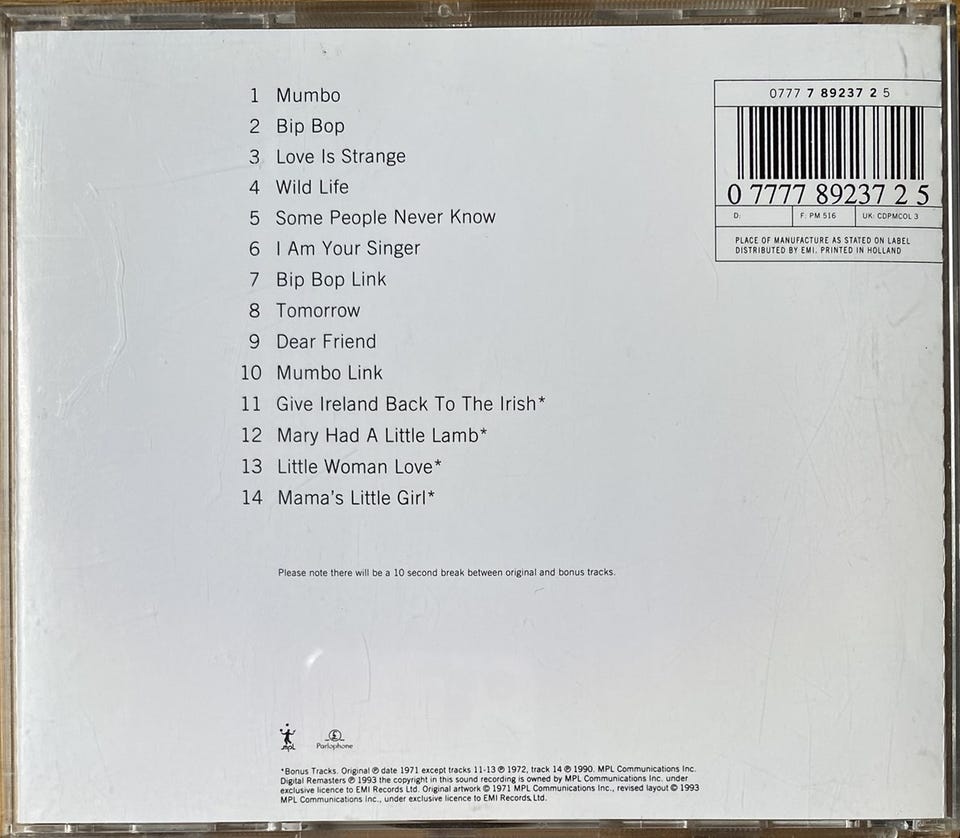 1 Mumbo
2 Bip Bop
3 Love Is Strange
4 Wild Life
5 Some People Never Know
6 I Am Your Singer
7 Bip Bop Link
8 Tomorrow
9 Dear Friend
10 Mumbo Link
11 Give Ireland Back To The Irish*
12 Mary Had A Little Lamb*
13 Little Woman Love*
14 Mama's Little Girl*
0777 7 89237 2 5
0 7777 89237 2 5
D: F: PM 516 UK: CDPMCOL 3
PLACE OF MANUFACTURE AS STATED ON LABEL
DISTRIBUTED BY EMI. PRINTED IN HOLLAND
Please note there will be a 10 second break between original and bonus tracks.
mpl Parlophone
*Bonus Tracks. Original ℗ date 1971 except tracks 11-13 ℗ 1972, track 14 ℗ 1990. MPL Communications Inc.
Digital Remasters ℗ 1993 the copyright in this sound recording is owned by MPL Communications Inc. under
exclusive licence to EMI Records Ltd. Original artwork © 1971 MPL Communications Inc., revised layout © 1993
MPL Communications Inc., under exclusive licence to EMI Records Ltd.